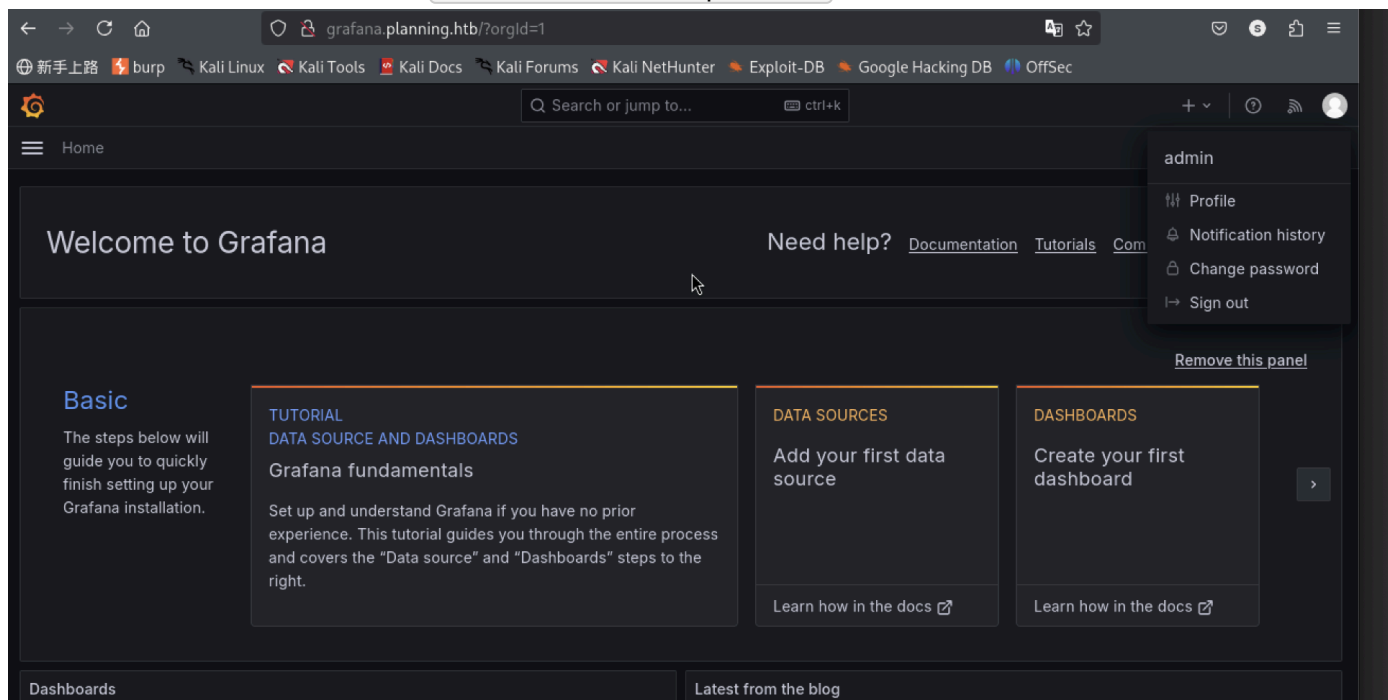 grafana.planning.htb/?orgId=1
S
新手上路 burp Kali Linux Kali Tools Kali Docs Kali Forums Kali NetHunter Exploit-DB Google Hacking DB OffSec
Search or jump to... ctrl+k
Home
admin
Profile
Notification history
Change password
Sign out
Welcome to Grafana
Need help? Documentation Tutorials Com
Remove this panel
Basic
The steps below will
guide you to quickly
finish setting up your
Grafana installation.
TUTORIAL
DATA SOURCE AND DASHBOARDS
Grafana fundamentals
Set up and understand Grafana if you have no prior
experience. This tutorial guides you through the entire process
and covers the “Data source” and “Dashboards” steps to the
right.
DATA SOURCES
Add your first data
source
Learn how in the docs
DASHBOARDS
Create your first
dashboard
Learn how in the docs
Dashboards
Latest from the blog